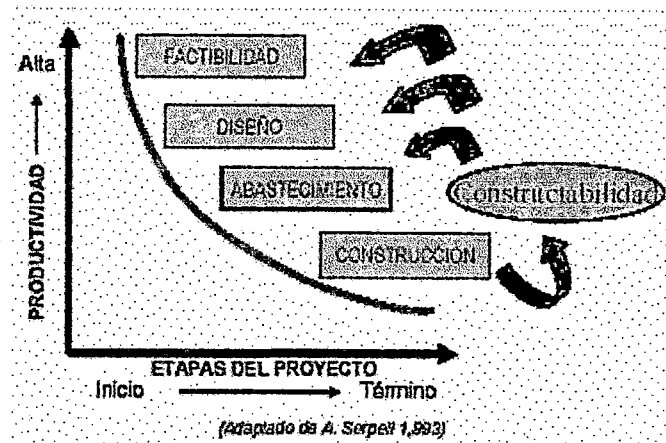 Alta
FACTIBILIDAD
DISEÑO
ABASTECIMIENTO
Constructabilidad
CONSTRUCCION
PRODUCTIVIDAD
ETAPAS DEL PROYECTO
Inicio
Término
(Adaptado de A. Serpell 1,993)